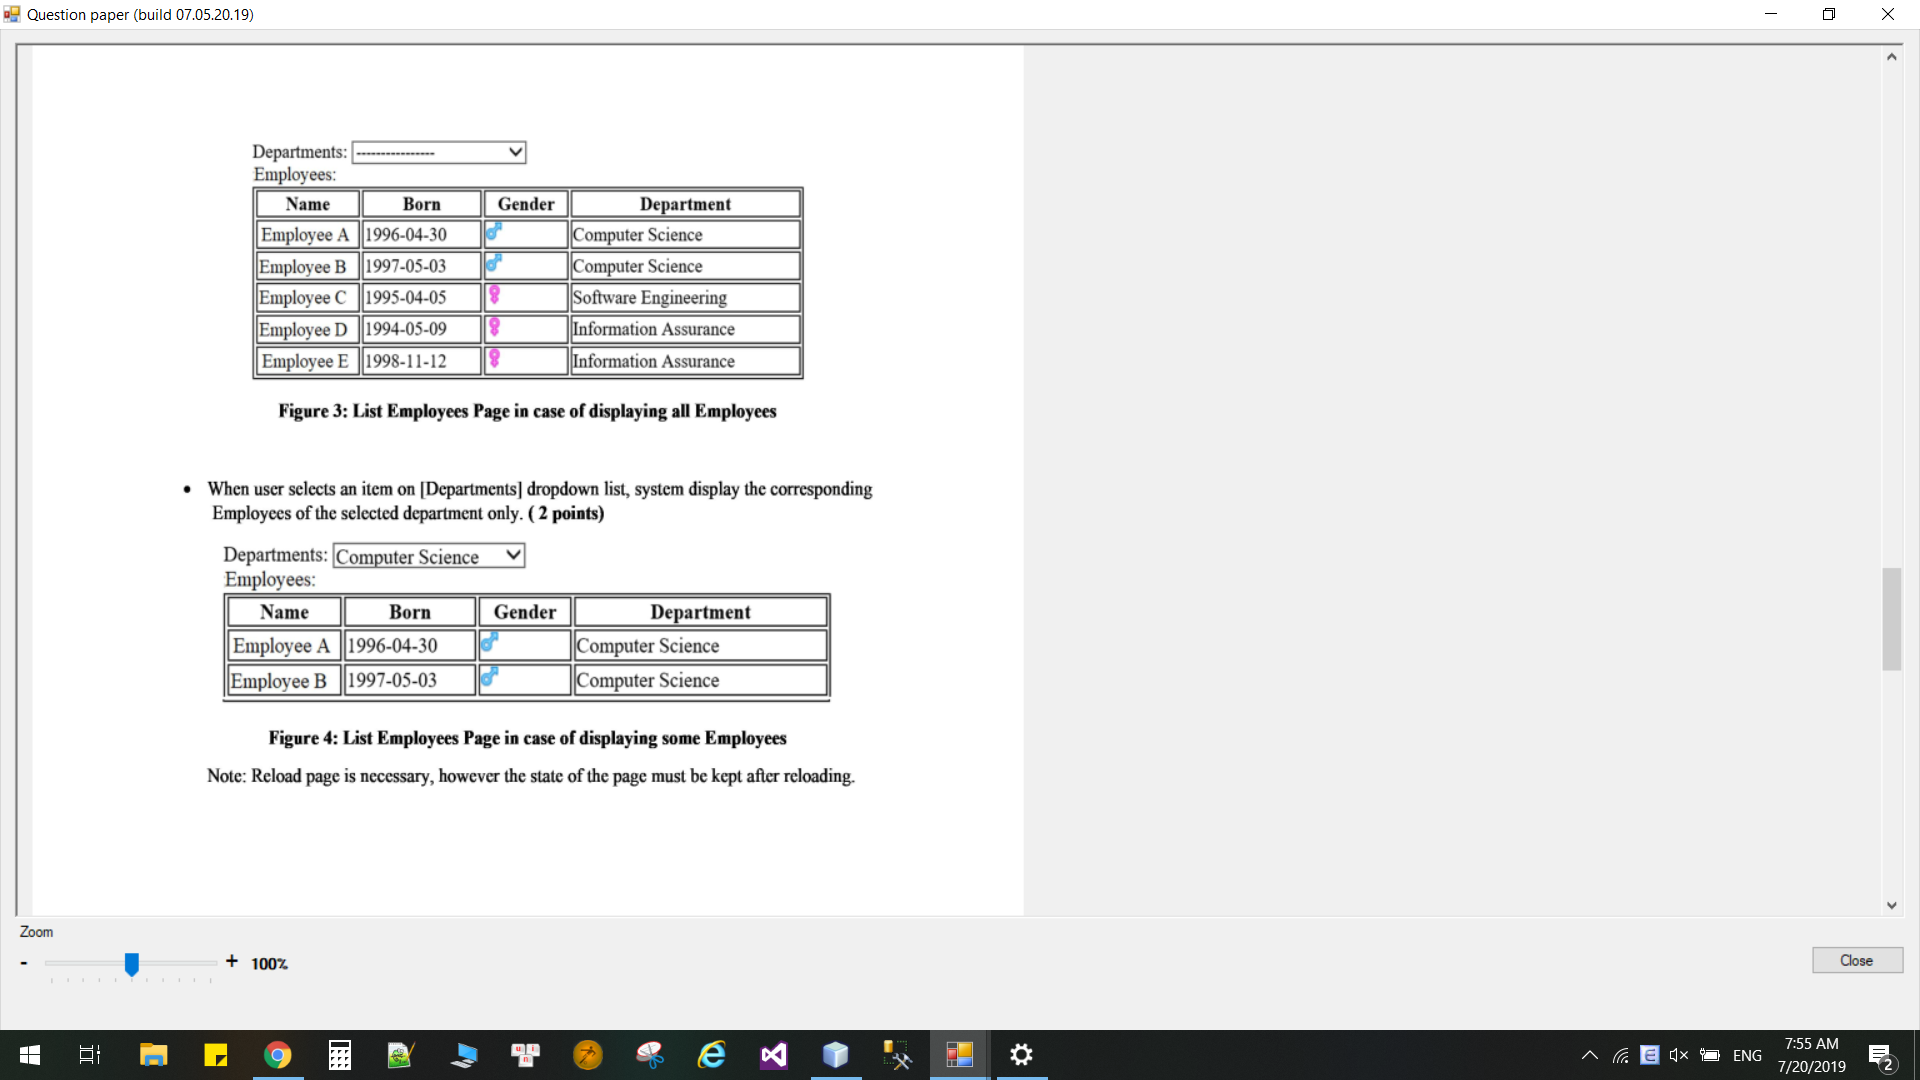 Question paper (build 07.05.20.19)
Departments: ----------------
Employees:
Name Born Gender Department
Employee A 1996-04-30 Computer Science
Employee B 1997-05-03 Computer Science
Employee C 1995-04-05 Software Engineering
Employee D 1994-05-09 Information Assurance
Employee E 1998-11-12 Information Assurance
Figure 3: List Employees Page in case of displaying all Employees
• When user selects an item on [Departments] dropdown list, system display the corresponding
Employees of the selected department only. ( 2 points)
Departments: Computer Science
Employees:
Name Born Gender Department
Employee A 1996-04-30 Computer Science
Employee B 1997-05-03 Computer Science
Figure 4: List Employees Page in case of displaying some Employees
Note: Reload page is necessary, however the state of the page must be kept after reloading.
Zoom
- + 100%
Close
ENG
7:55 AM
7/20/2019
2